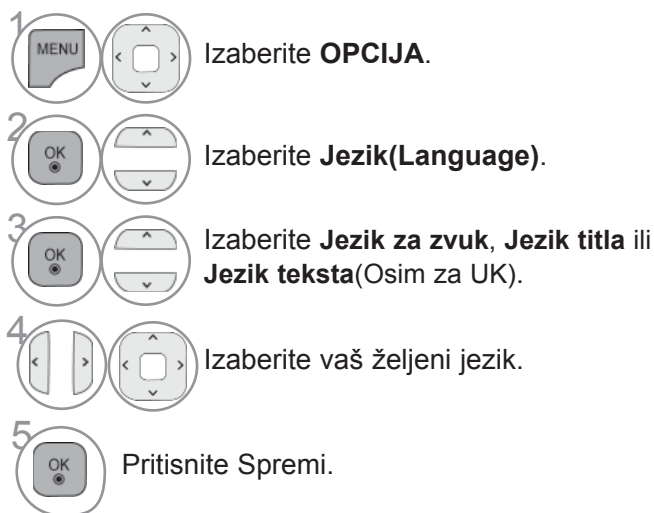 1
MENU
Izaberite OPCIJA.
2
OK
Izaberite Jezik(Language).
3
OK
Izaberite Jezik za zvuk, Jezik titla ili
Jezik teksta(Osim za UK).
4
Izaberite vaš željeni jezik.
5
OK
Pritisnite Spremi.